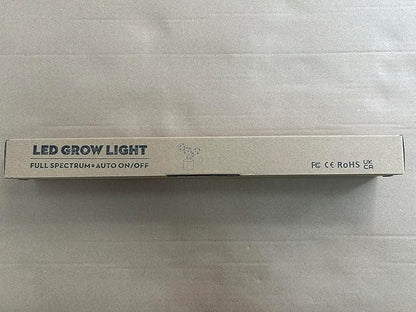 LED GROW LIGHT
FULL SPECTRUM•AUTO ON/OFF
FC CE RoHS UK CA